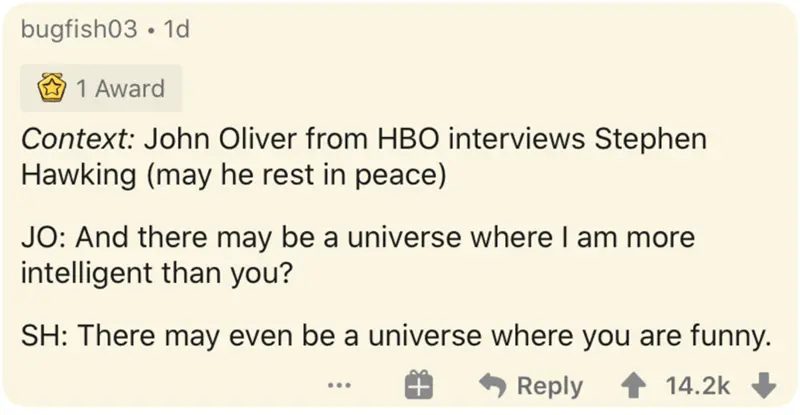 bugfish03 • 1d
1 Award
Context: John Oliver from HBO interviews Stephen
Hawking (may he rest in peace)
JO: And there may be a universe where I am more
intelligent than you?
SH: There may even be a universe where you are funny.
... Reply 14.2k